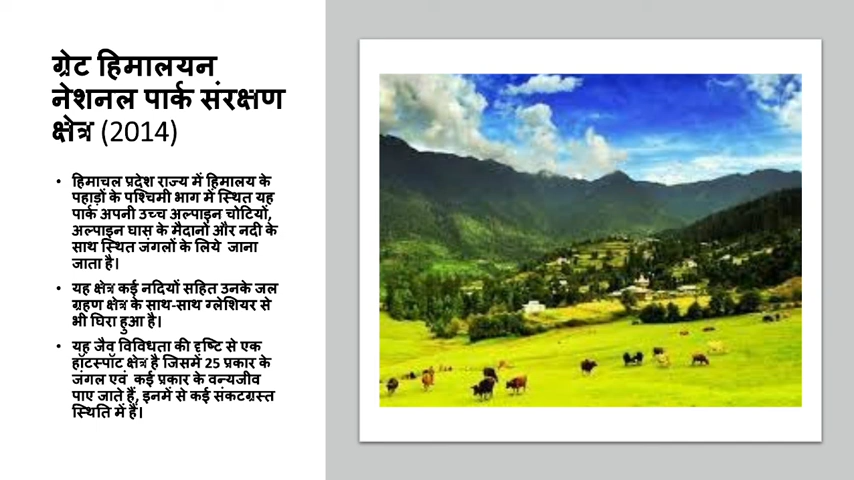 ग्रेट हिमालयन
नेशनल पार्क संरक्षण
क्षेत्र (2014)
• हिमाचल प्रदेश राज्य में हिमालय के
पहाड़ों के पश्चिमी भाग में स्थित यह
पार्क अपनी उच्च अल्पाइन चोटियों,
अल्पाइन घास के मैदानों और नदी के
साथ स्थित जंगलों के लिये जाना
जाता है।
• यह क्षेत्र कई नदियों सहित उनके जल
ग्रहण क्षेत्र के साथ-साथ ग्लेशियर से
भी घिरा हुआ है।
• यह जैव विविधता की दृष्टि से एक
हॉटस्पॉट क्षेत्र है जिसमें 25 प्रकार के
जंगल एवं कई प्रकार के वन्यजीव
पाए जाते हैं, इनमें से कई संकटग्रस्त
स्थिति में हैं।